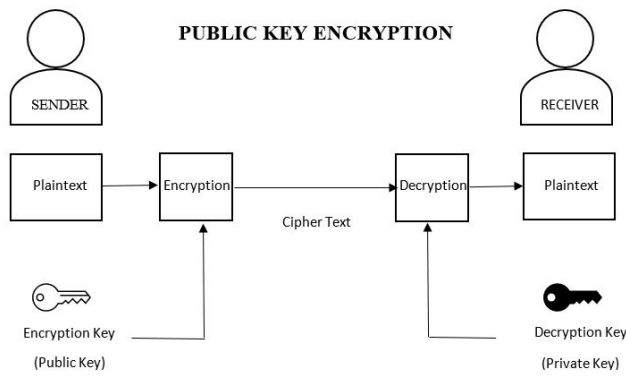 PUBLIC KEY ENCRYPTION
SENDER
RECEIVER
Plaintext
Encryption
Decryption
Plaintext
Cipher Text
Encryption Key
(Public Key)
Decryption Key
(Private Key)